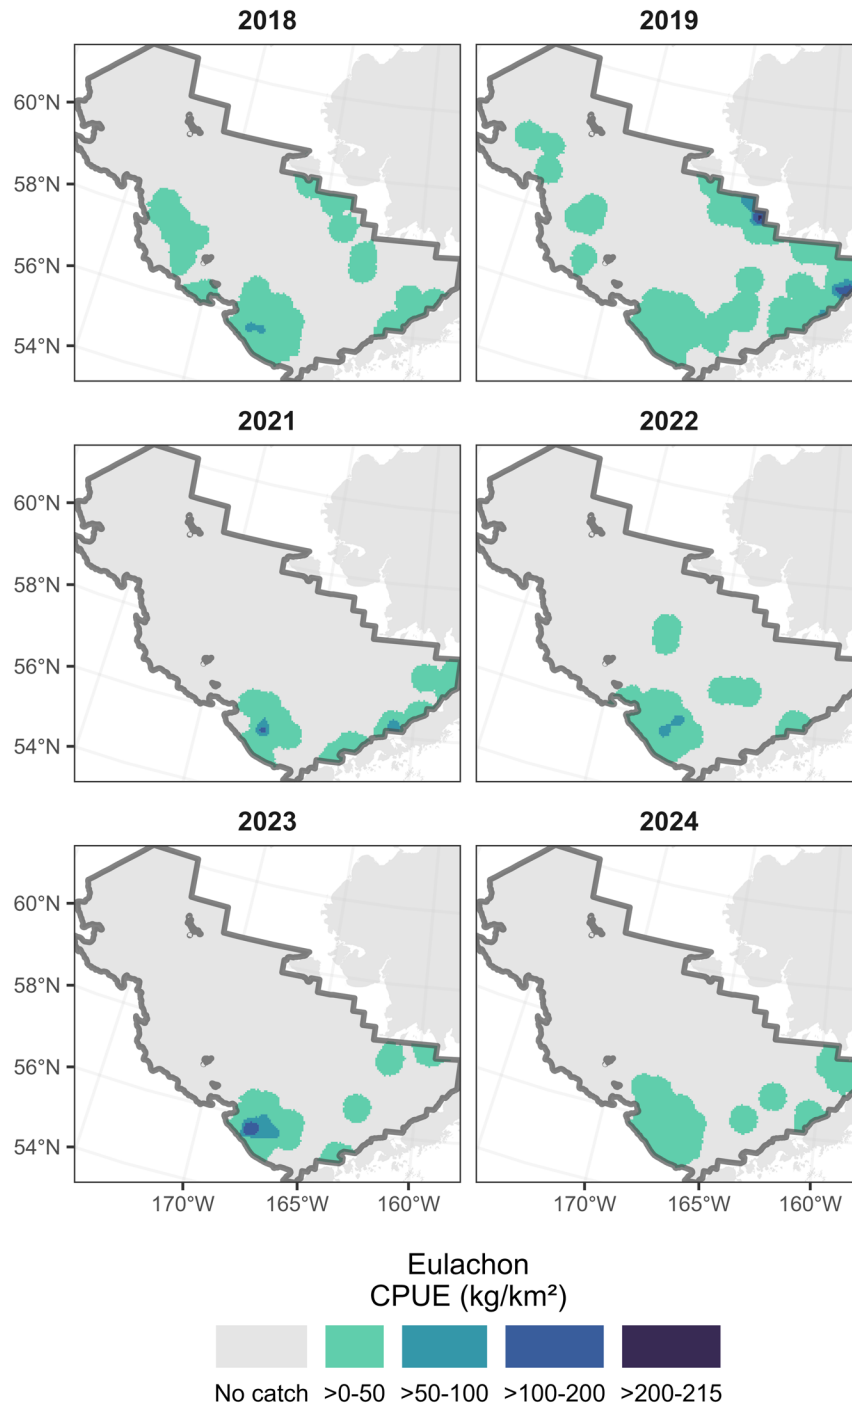 2018 2019
60°N
58°N
56°N
54°N
2021 2022
60°N
58°N
56°N
54°N
2023 2024
60°N
58°N
56°N
54°N
170°W 165°W 160°W 170°W 165°W 160°W
Eulachon
CPUE (kg/km²)
No catch >0-50 >50-100 >100-200 >200-215